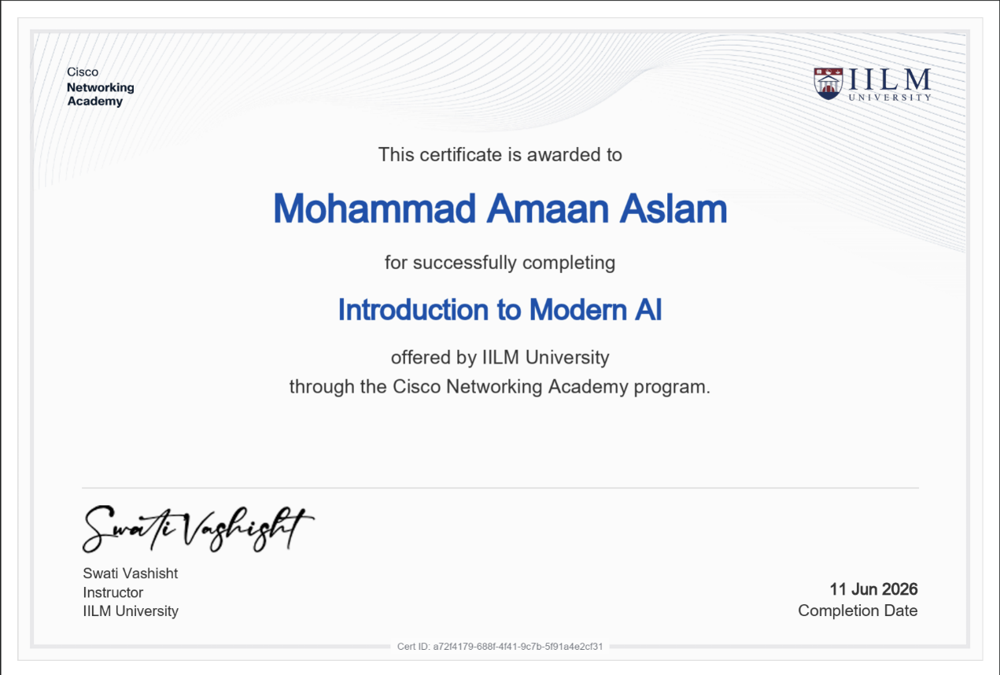 Cisco
Networking
Academy
IILM
UNIVERSITY
This certificate is awarded to
Mohammad Amaan Aslam
for successfully completing
Introduction to Modern AI
offered by IILM University
through the Cisco Networking Academy program.
Swati Vashisht
Swati Vashisht
Instructor
IILM University
11 Jun 2026
Completion Date
Cert ID: a72f4179-688f-4f41-9c7b-5f91a4e2cf31